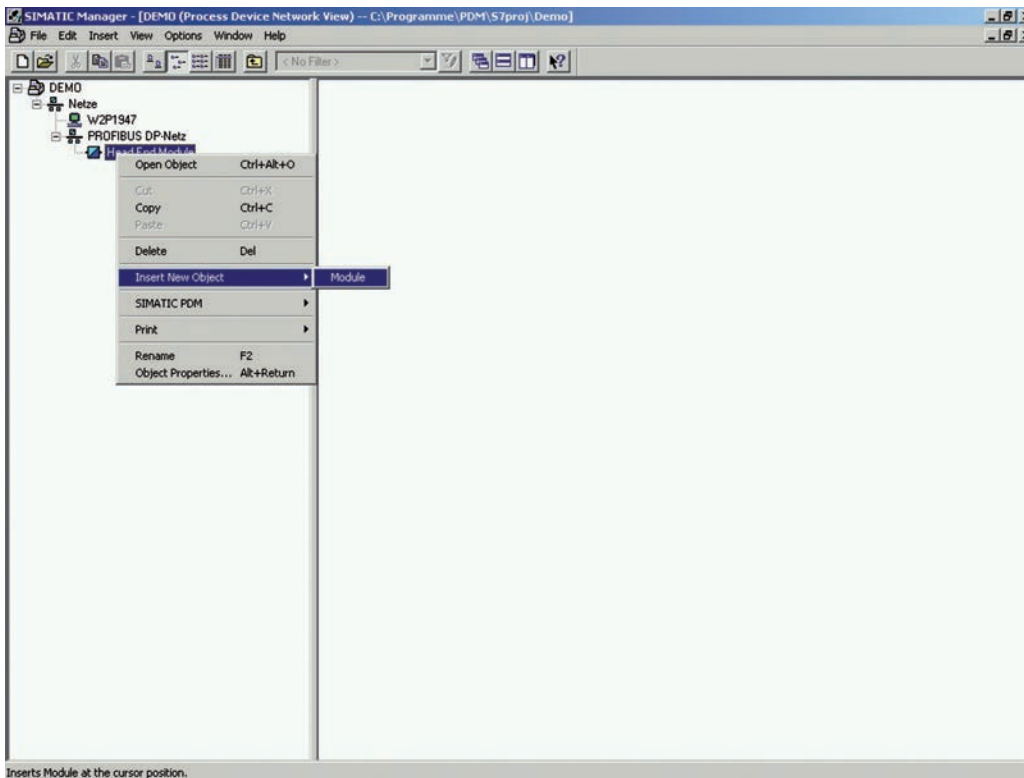 SIMATIC Manager - [DEMO (Process Device Network View) -- C:\Programme\PDM\S7proj\Demo]
File Edit Insert View Options Window Help
< No Filter >
DEMO
Netze
W2P1947
PROFIBUS DP-Netz
Head End Module
Open Object Ctrl+Alt+O
Cut Ctrl+X
Copy Ctrl+C
Paste Ctrl+V
Delete Del
Insert New Object
Module
SIMATIC PDM
Print
Rename F2
Object Properties... Alt+Return
Inserts Module at the cursor position.